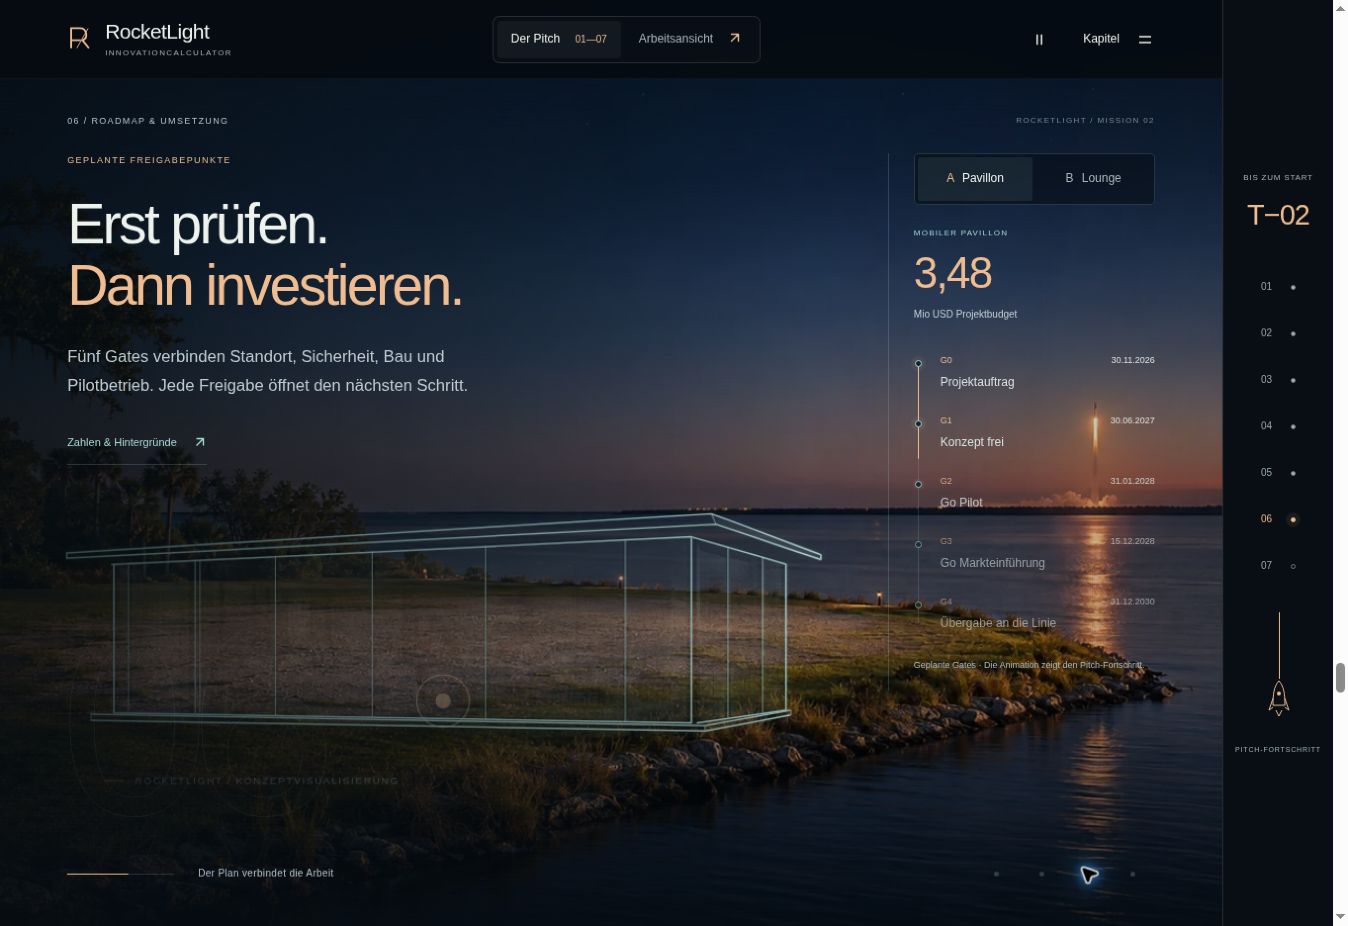 RocketLight
INNOVATIONCALCULATOR
Der Pitch 01—07
Arbeitsansicht
Kapitel
06 / ROADMAP & UMSETZUNG
ROCKETLIGHT / MISSION 02
GEPLANTE FREIGABEPUNKTE
Erst prüfen.
Dann investieren.
Fünf Gates verbinden Standort, Sicherheit, Bau und
Pilotbetrieb. Jede Freigabe öffnet den nächsten Schritt.
Zahlen & Hintergründe
A Pavillon
B Lounge
MOBILER PAVILLON
3,48
Mio USD Projektbudget
G0 30.11.2026
Projektauftrag
G1 30.06.2027
Konzept frei
G2 31.01.2028
Go Pilot
G3 15.12.2028
Go Markteinführung
G4 31.12.2030
Übergabe an die Linie
Geplante Gates · Die Animation zeigt den Pitch-Fortschritt.
ROCKETLIGHT / KONZEPTVISUALISIERUNG
Der Plan verbindet die Arbeit
BIS ZUM START
T−02
01
02
03
04
05
06
07
PITCH-FORTSCHRITT